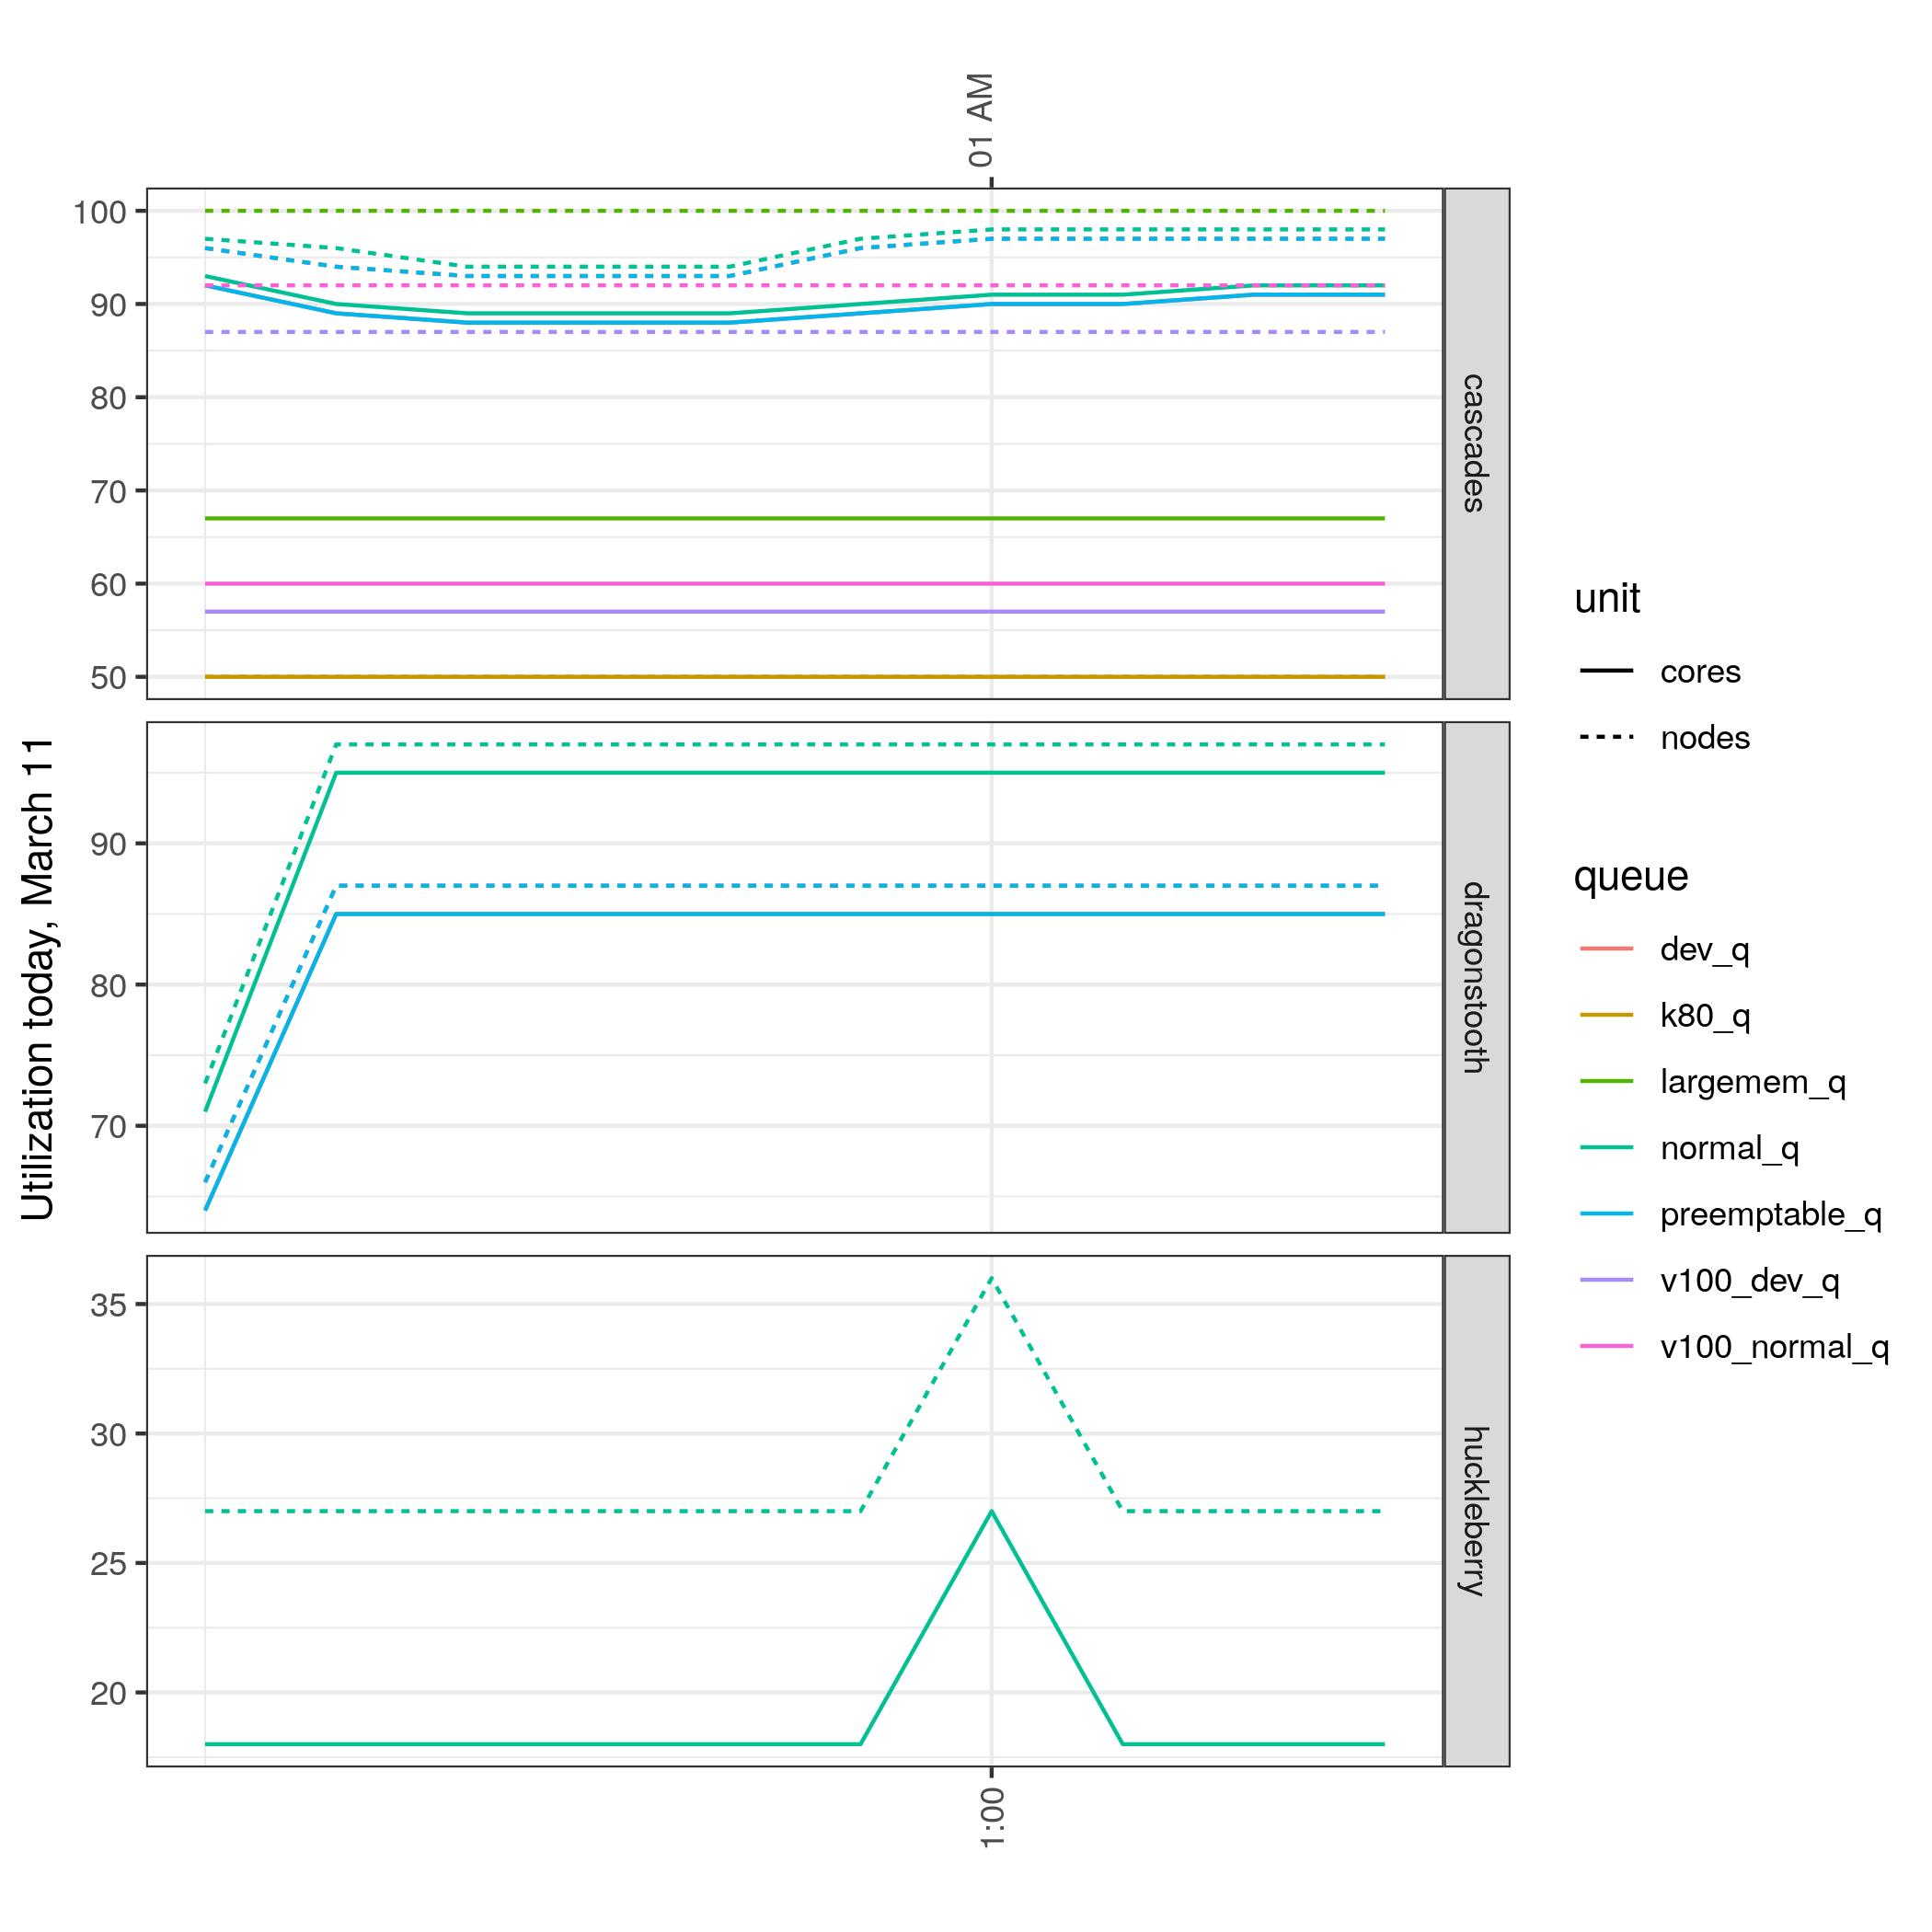 01 AM
100
90
80
70
60
50
cascades
90
80
70
dragonstooth
35
30
25
20
huckleberry
1:00
Utilization today, March 11
unit
cores
nodes
queue
dev_q
k80_q
largemem_q
normal_q
preemptable_q
v100_dev_q
v100_normal_q